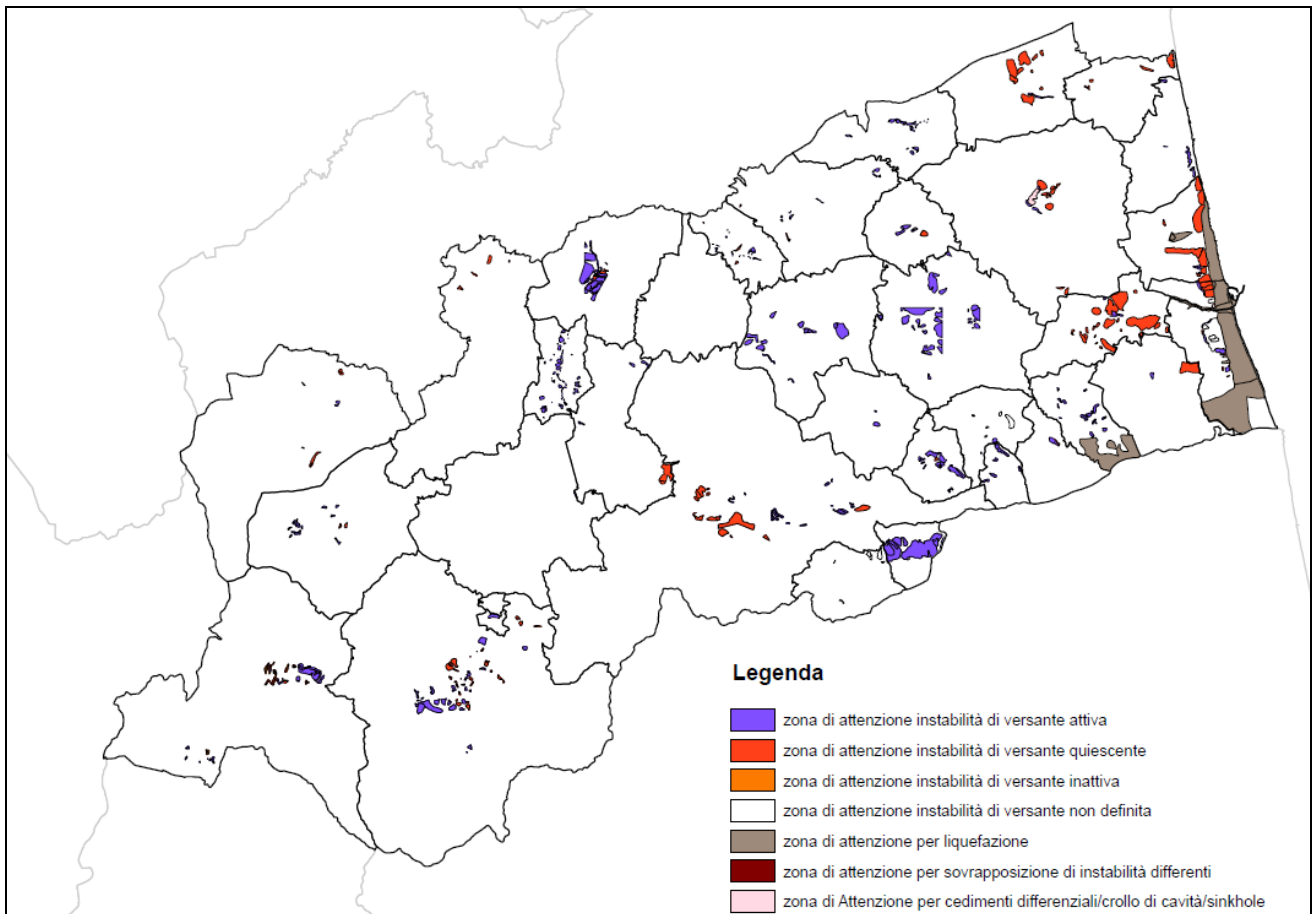 Legenda
zona di attenzione instabilità di versante attiva
zona di attenzione instabilità di versante quiescente
zona di attenzione instabilità di versante inattiva
zona di attenzione instabilità di versante non definita
zona di attenzione per liquefazione
zona di attenzione per sovrapposizione di instabilità differenti
zona di Attenzione per cedimenti differenziali/crollo di cavità/sinkhole